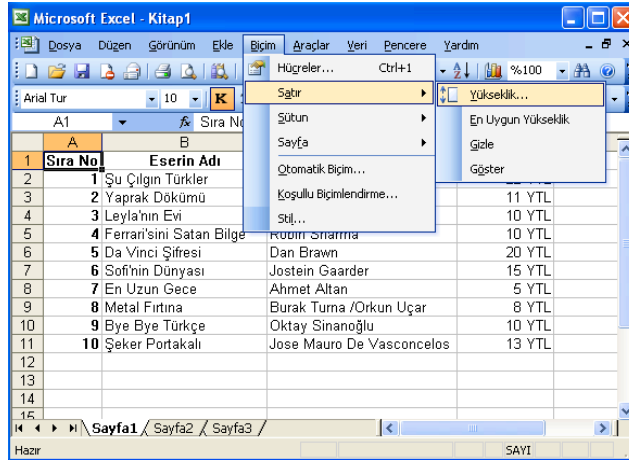 Microsoft Excel - Kitap1
Dosya Düzen Görünüm Ekle Biçim Araçlar Veri Pencere Yardım
%100
Arial Tur 10 K
A1 fx Sıra
Hücreler... Ctrl+1
Satır
Sütun
Sayfa
Otomatik Biçim...
Koşullu Biçimlendirme...
Stil...
Yükseklik...
En Uygun Yükseklik
Gizle
Göster
A B
1 Sıra No Eserin Adı
2 1 Şu Çılgın Türkler
3 2 Yaprak Dökümü 11 YTL
4 3 Leyla'nın Evi 10 YTL
5 4 Ferrari'sini Satan Bilge Robin Sharma 10 YTL
6 5 Da Vinci Şifresi Dan Brawn 20 YTL
7 6 Sofi'nin Dünyası Jostein Gaarder 15 YTL
8 7 En Uzun Gece Ahmet Altan 5 YTL
9 8 Metal Fırtına Burak Turna /Orkun Uçar 8 YTL
10 9 Bye Bye Türkçe Oktay Sinanoğlu 10 YTL
11 10 Şeker Portakalı Jose Mauro De Vasconcelos 13 YTL
12
13
14
15
Sayfa1 Sayfa2 Sayfa3
Hazır SAYI